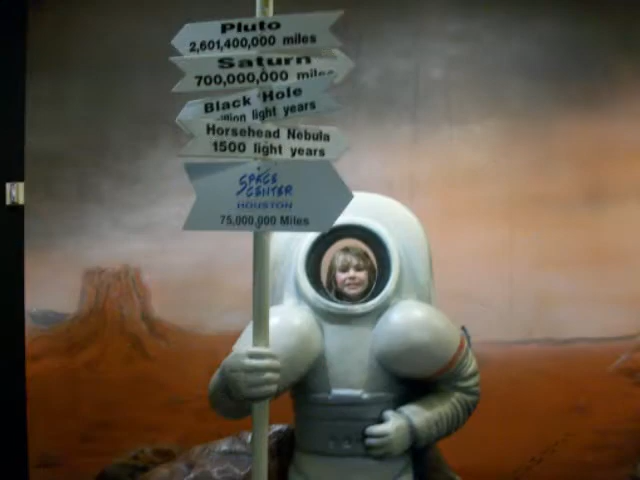 Pluto
2,601,400,000 miles
Saturn
700,000,000 miles
Black Hole
light years
Horsehead Nebula
1500 light years
SPACE
CENTER
HOUSTON
75,000,000 Miles